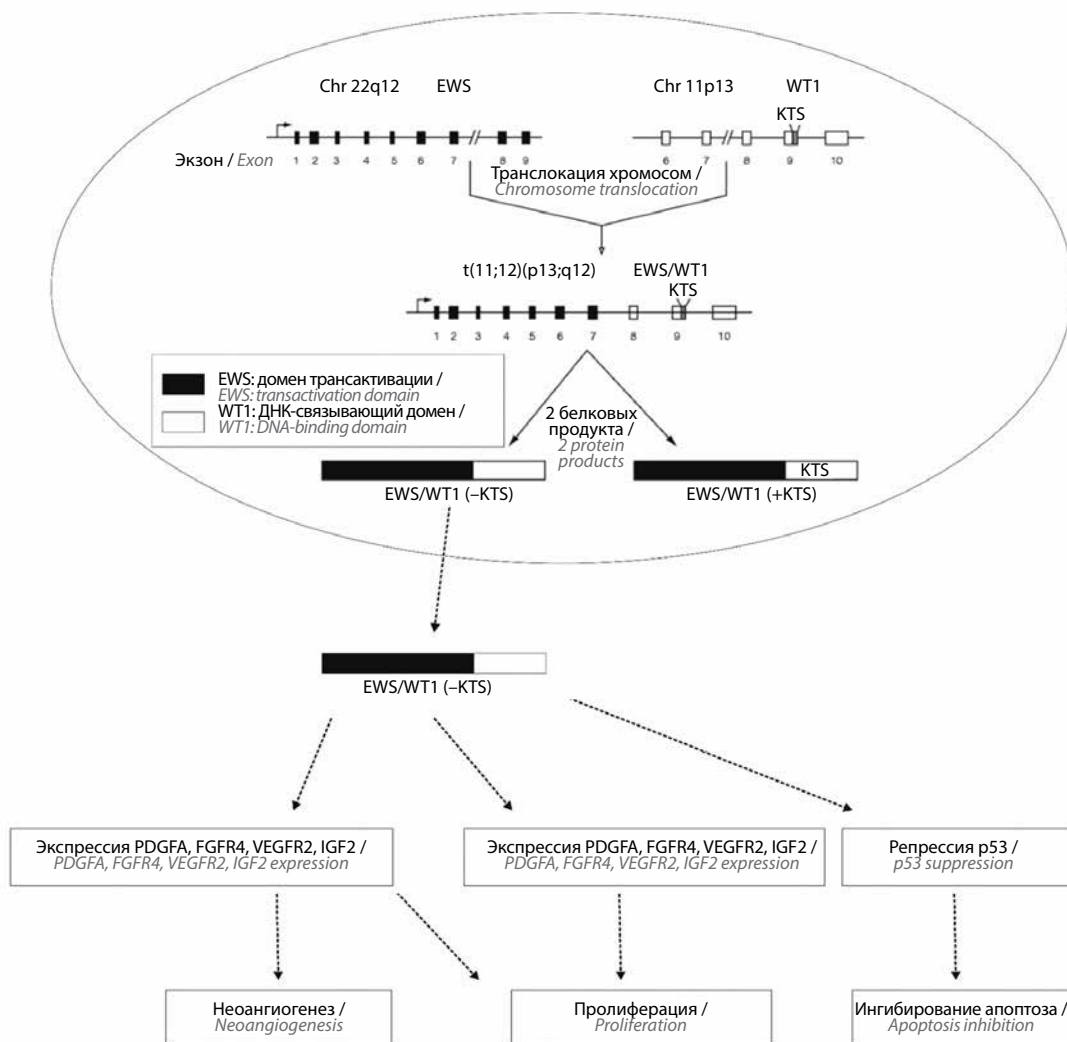 Chr 22q12 EWS Chr 11p13 WT1
KTS
Экзон / Exon
1 2 3 4 5 6 7 8 9
6 7 8 9 10
Транслокация хромосом /
Chromosome translocation
t(11;12)(p13;q12) EWS/WT1
KTS
1 2 3 4 5 6 7 8 9 10
EWS: домен трансактивации /
EWS: transactivation domain
WT1: ДНК-связывающий домен /
WT1: DNA-binding domain
2 белковых
продукта /
2 protein
products
KTS
EWS/WT1 (–KTS) EWS/WT1 (+KTS)
EWS/WT1 (–KTS)
Экспрессия PDGFA, FGFR4, VEGFR2, IGF2 /
PDGFA, FGFR4, VEGFR2, IGF2 expression
Экспрессия PDGFA, FGFR4, VEGFR2, IGF2 /
PDGFA, FGFR4, VEGFR2, IGF2 expression
Репрессия p53 /
p53 suppression
Неоангиогенез /
Neoangiogenesis
Пролиферация /
Proliferation
Ингибирование апоптоза /
Apoptosis inhibition